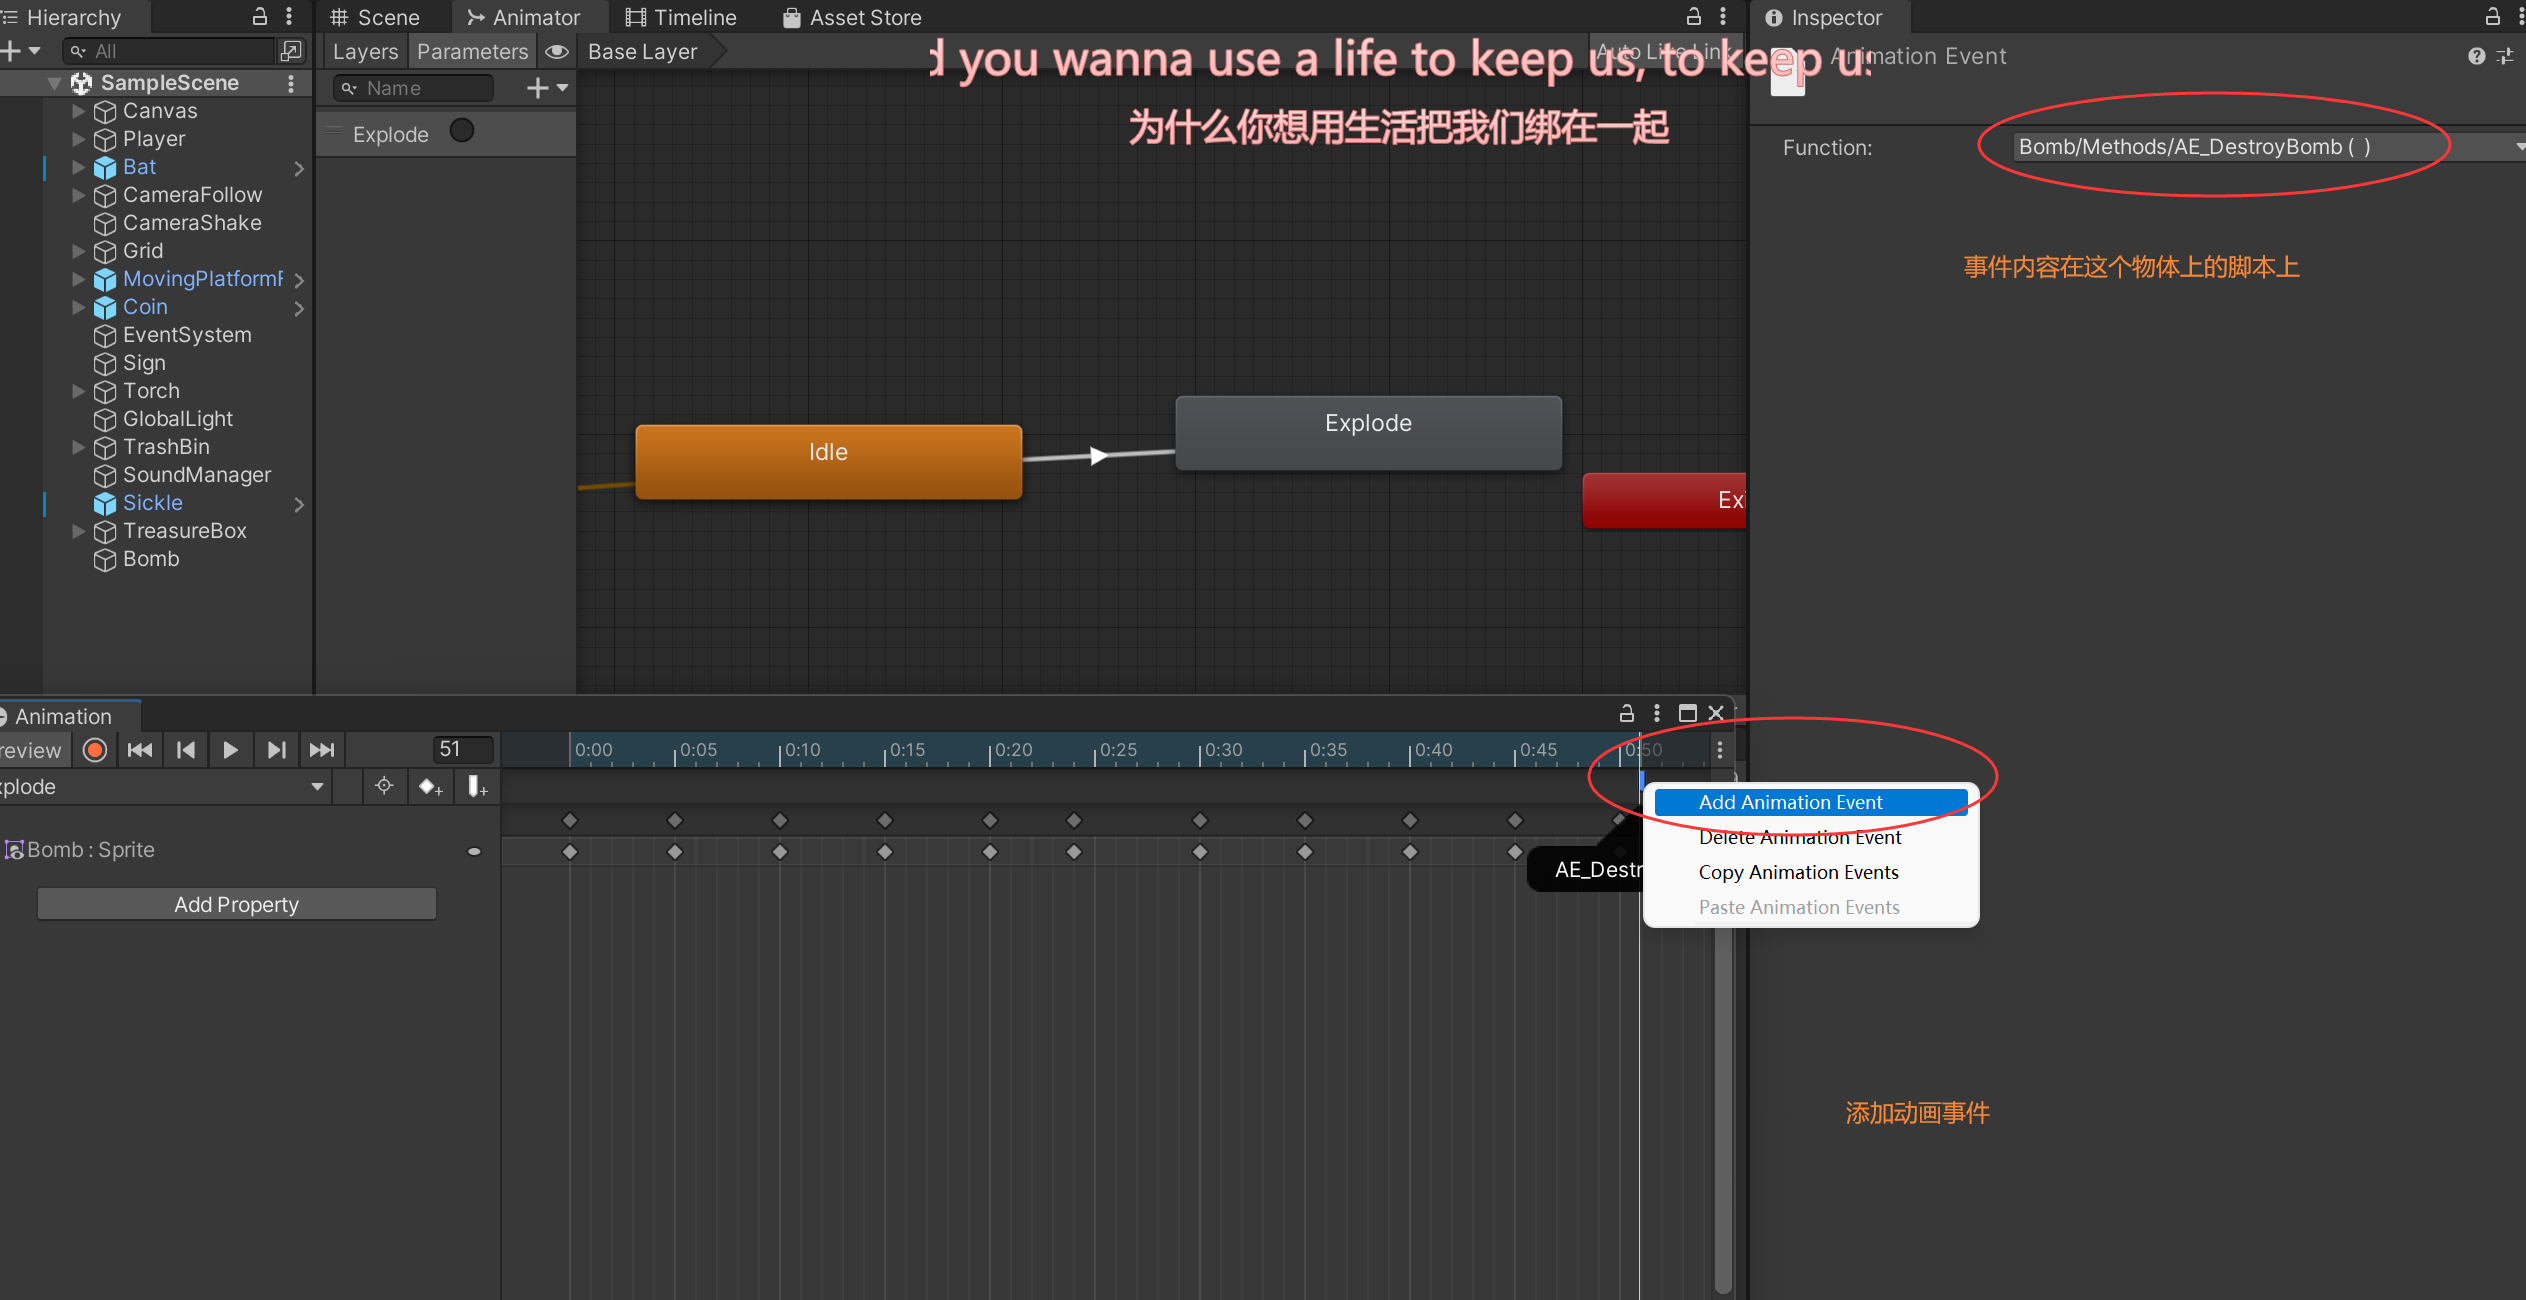 Hierarchy
All
SampleScene
Canvas
Player
Bat
CameraFollow
CameraShake
Grid
MovingPlatformF
Coin
EventSystem
Sign
Torch
GlobalLight
TrashBin
SoundManager
Sickle
TreasureBox
Bomb
Scene
Animator
Timeline
Asset Store
Layers
Parameters
Base Layer
Auto Live Link
Name
Explode
d you wanna use a life to keep us, to keep us
为什么你想用生活把我们绑在一起
Idle
Explode
Exi
Inspector
Animation Event
Function:
Bomb/Methods/AE_DestroyBomb ( )
事件内容在这个物体上的脚本上
Animation
review
51
0:00 0:05 0:10 0:15 0:20 0:25 0:30 0:35 0:40 0:45 0:50
xplode
Bomb : Sprite
Add Property
AE_Destr
Add Animation Event
Delete Animation Event
Copy Animation Events
Paste Animation Events
添加动画事件